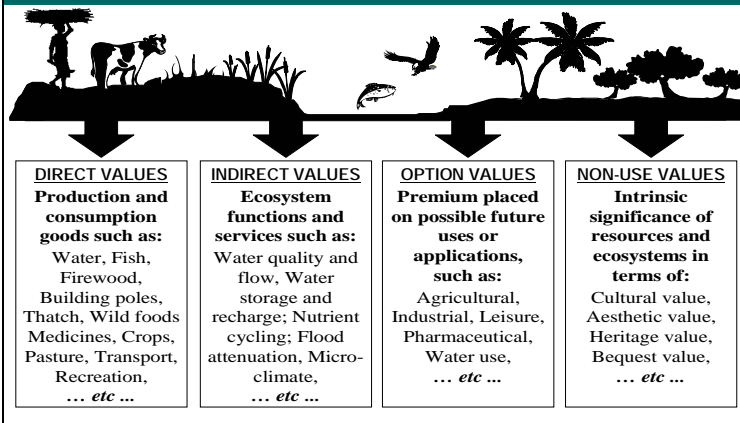 DIRECT VALUES
Production and
consumption
goods such as:
Water, Fish,
Firewood,
Building poles,
Thatch, Wild foods
Medicines, Crops,
Pasture, Transport,
Recreation,
… etc ...
INDIRECT VALUES
Ecosystem
functions and
services such as:
Water quality and
flow, Water
storage and
recharge; Nutrient
cycling; Flood
attenuation, Micro-
climate,
… etc ...
OPTION VALUES
Premium placed
on possible future
uses or
applications,
such as:
Agricultural,
Industrial, Leisure,
Pharmaceutical,
Water use,
… etc ...
NON-USE VALUES
Intrinsic
significance of
resources and
ecosystems in
terms of:
Cultural value,
Aesthetic value,
Heritage value,
Bequest value,
… etc ...